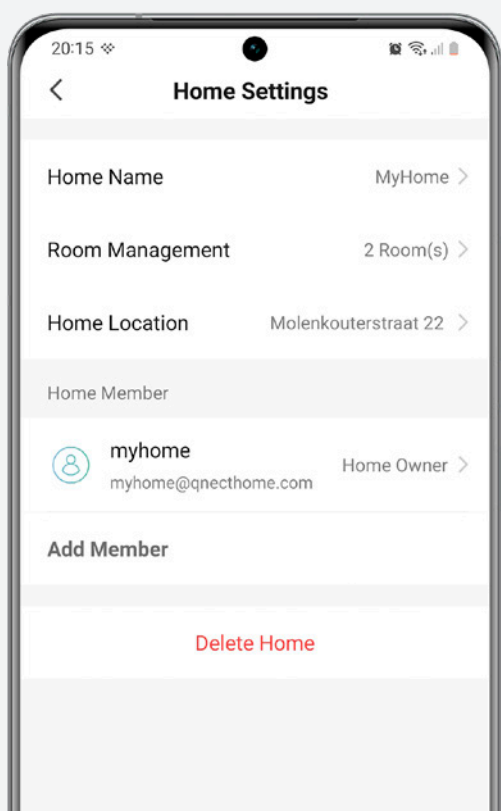 20:15
Home Settings
Home Name MyHome
Room Management 2 Room(s)
Home Location Molenkouterstraat 22
Home Member
myhome
Home Owner
myhome@qnecthome.com
Add Member
Delete Home